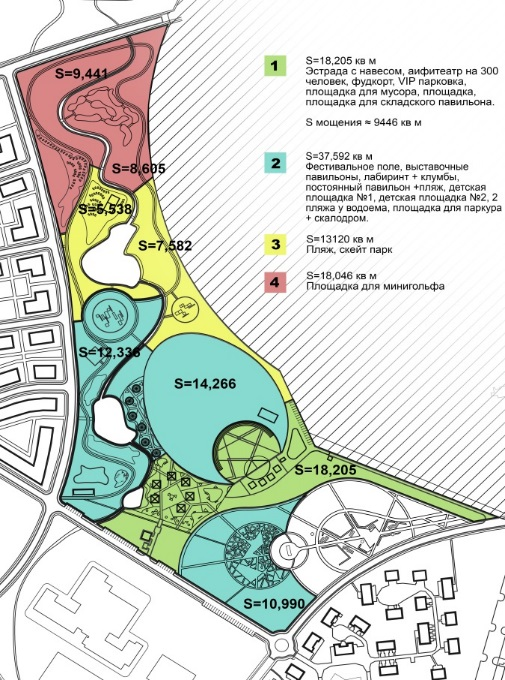 S=9,441
S=8,605
S=5,538
S=7,582
S=12,336
S=14,266
S=18,205
S=10,990
1
S=18,205 кв м
Эстрада с навесом, аифитеатр на 300
человек, фудкорт, VIP парковка,
площадка для мусора, площадка,
площадка для складского павильона.
S мощения ≈ 9446 кв м
2
S=37,592 кв м
Фестивальное поле, выставочные
павильоны, лабиринт + клумбы,
постоянный павильон +пляж, детская
площадка №1, детская площадка №2, 2
пляжа у водоема, площадка для паркура
+ скалодром.
3
S=13120 кв м
Пляж, скейт парк
4
S=18,046 кв м
Площадка для минигольфа